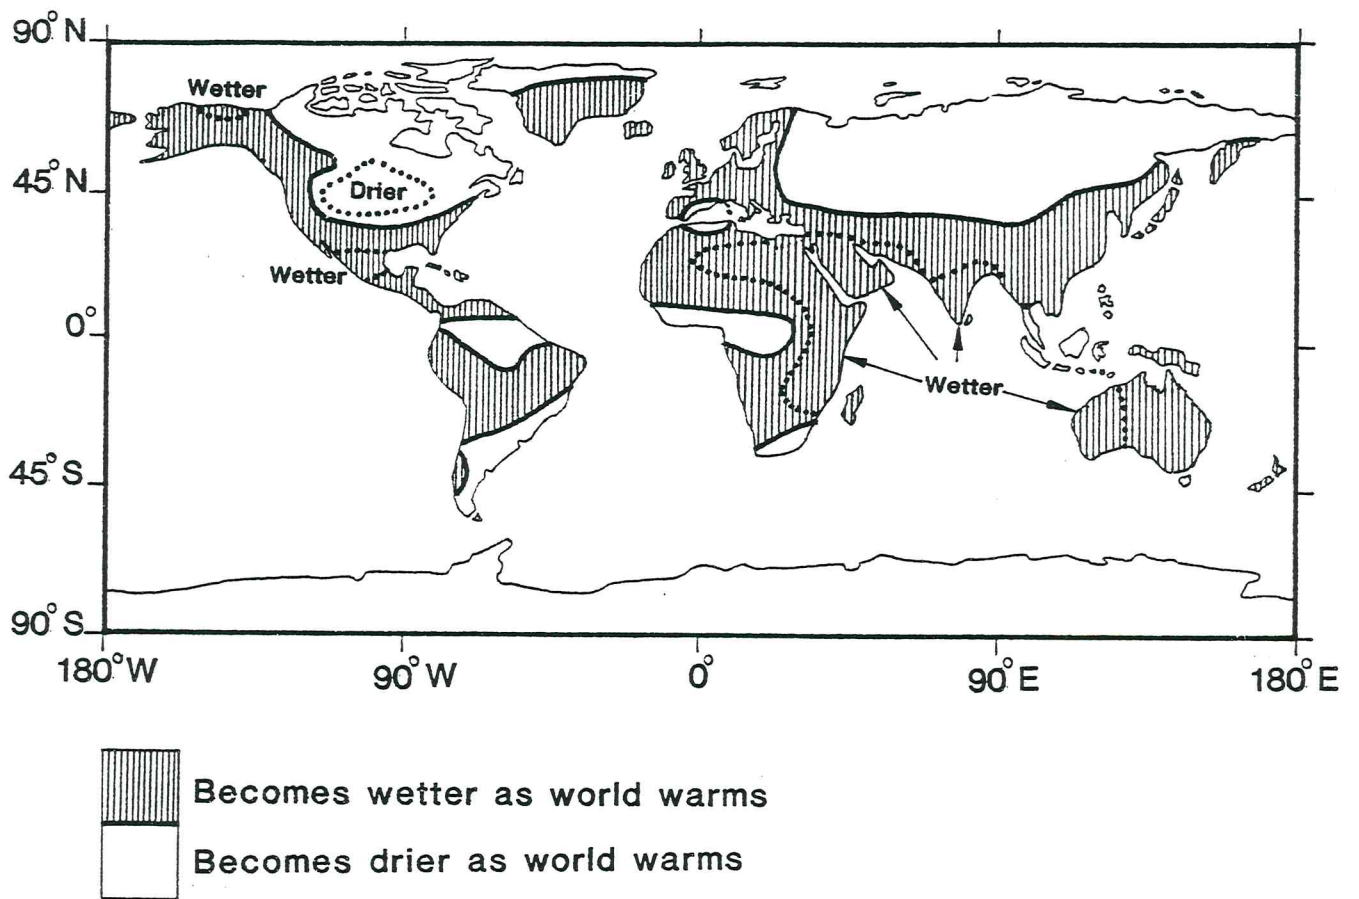 90° N
Wetter
45° N
Drier
Wetter
0°
Wetter
45° S
90° S
180° W
90° W
0°
90° E
180° E
Becomes wetter as world warms
Becomes drier as world warms